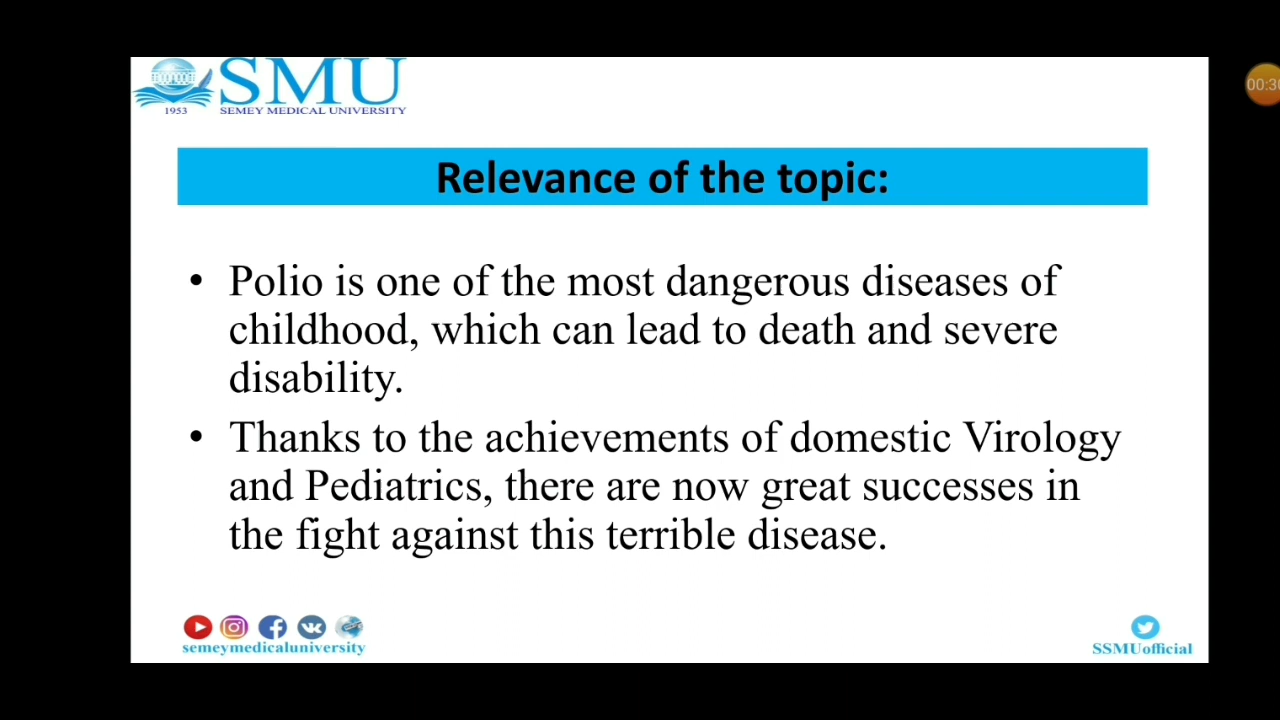 SMU
1953 SEMEY MEDICAL UNIVERSITY
00:30
Relevance of the topic:
• Polio is one of the most dangerous diseases of
childhood, which can lead to death and severe
disability.
• Thanks to the achievements of domestic Virology
and Pediatrics, there are now great successes in
the fight against this terrible disease.
semeymedicaluniversity
SSMUofficial